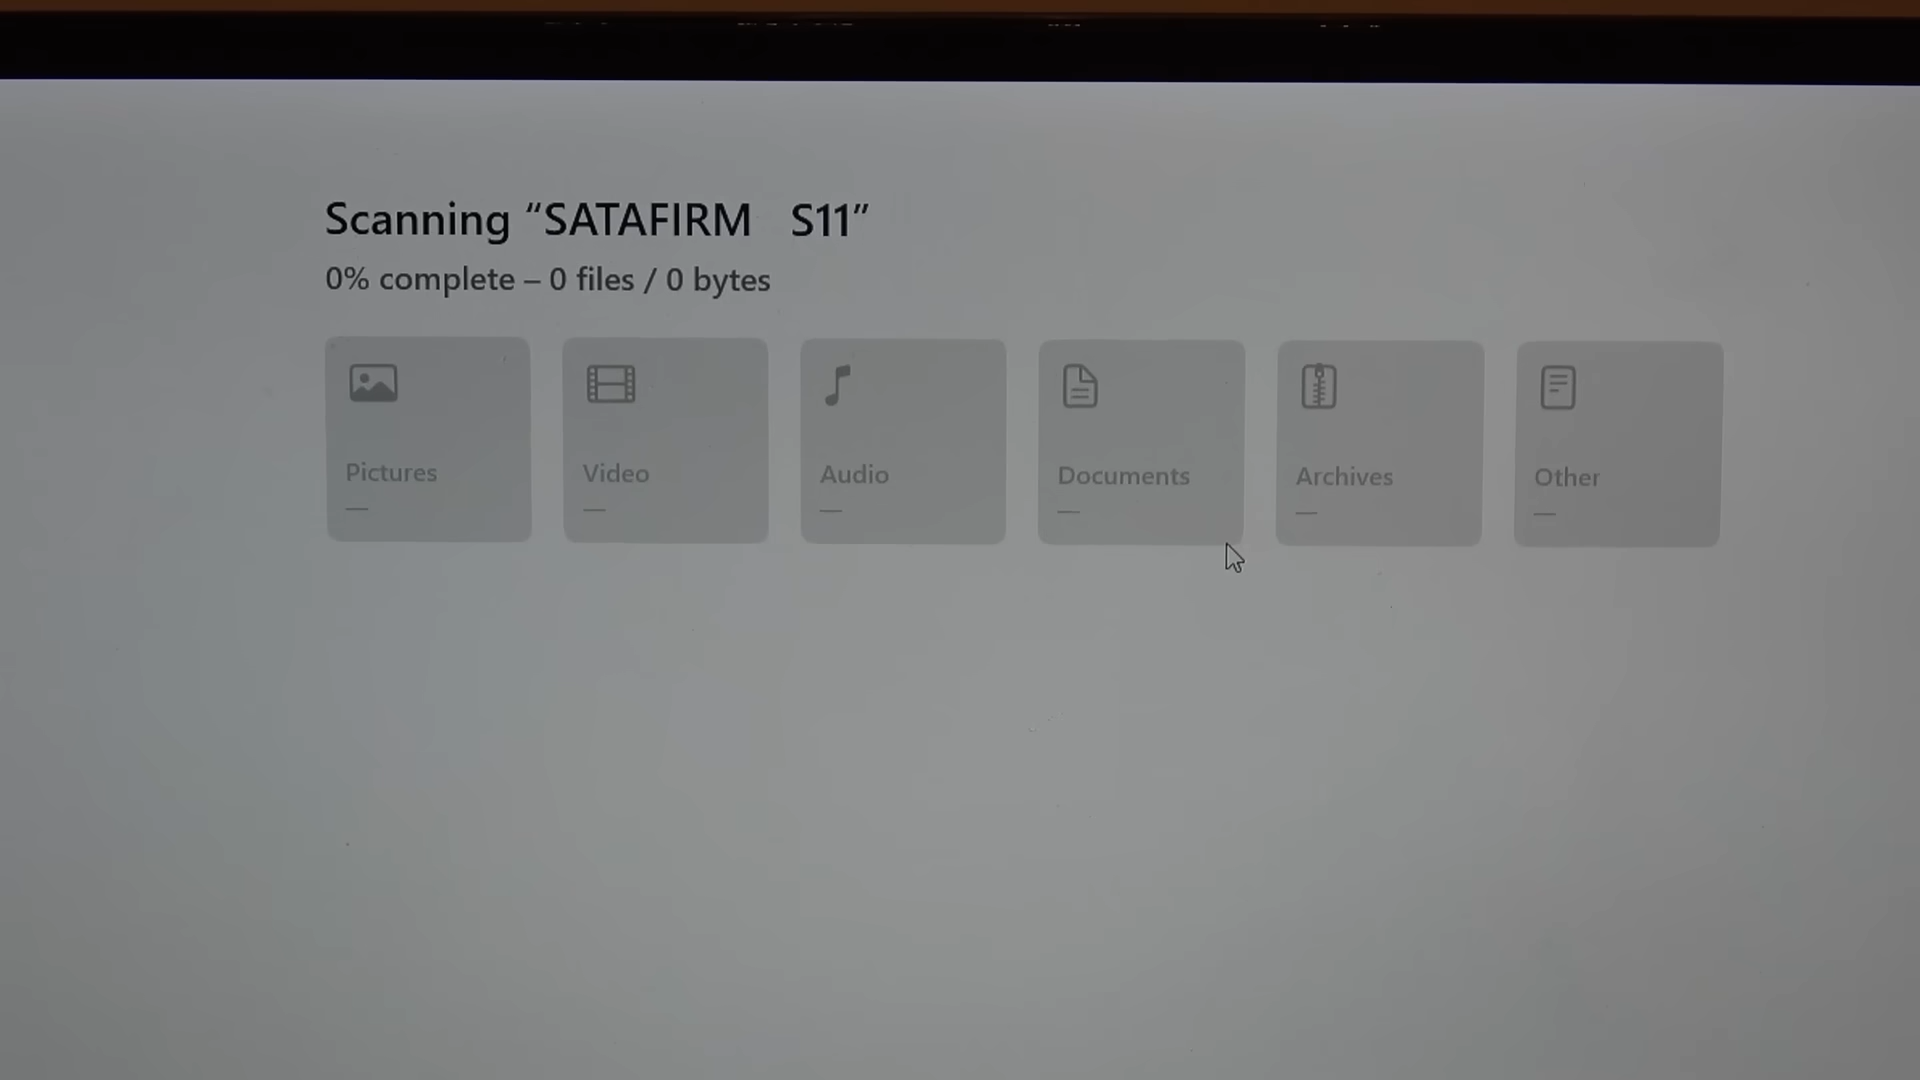 Scanning “SATAFIRM   S11”
0% complete – 0 files / 0 bytes
Pictures
—
Video
—
Audio
—
Documents
—
Archives
—
Other
—